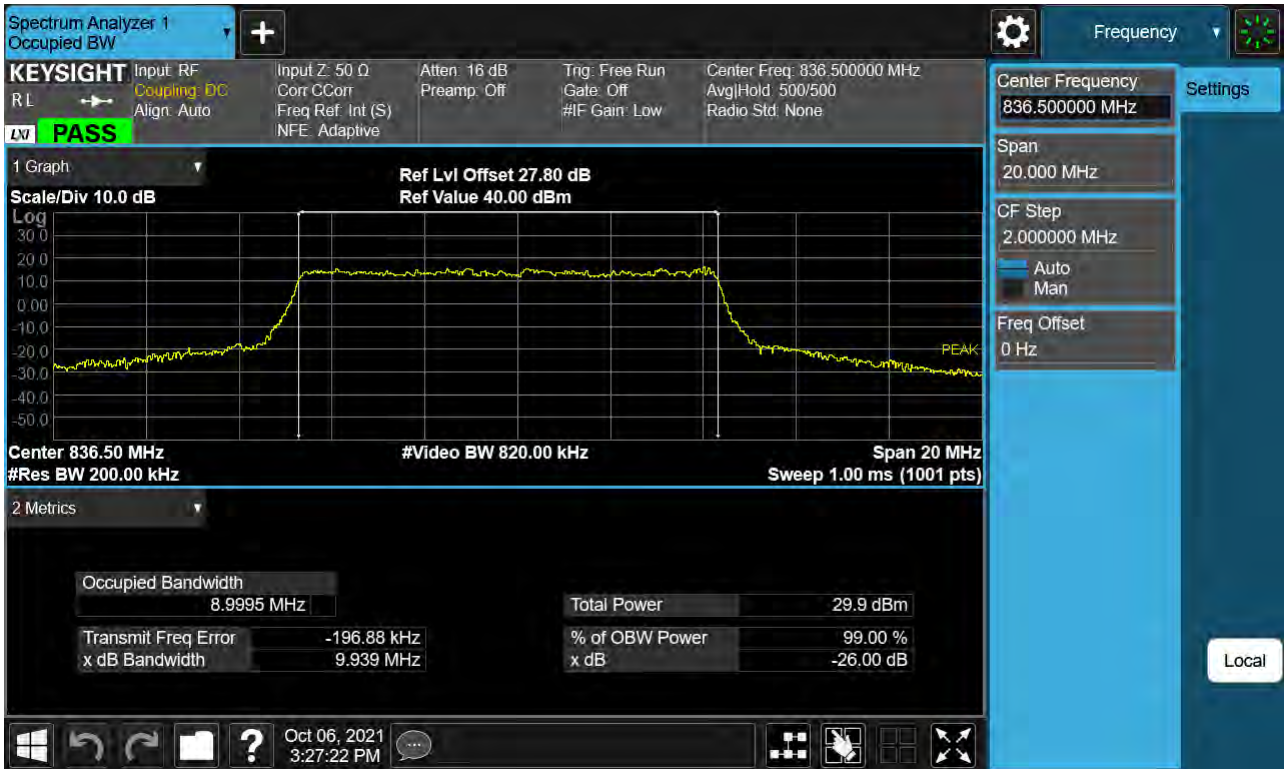 Spectrum Analyzer 1
Occupied BW
Frequency
KEYSIGHT
R L
LXI
PASS
Input: RF
Coupling: DC
Align: Auto
Input Z: 50 Ω
Corr CCorr
Freq Ref: Int (S)
NFE: Adaptive
Atten: 16 dB
Preamp: Off
Trig: Free Run
Gate: Off
#IF Gain: Low
Center Freq: 836.500000 MHz
Avg|Hold: 500/500
Radio Std: None
Center Frequency
836.500000 MHz
Settings
Span
20.000 MHz
CF Step
2.000000 MHz
Auto
Man
Freq Offset
0 Hz
Local
1 Graph
Scale/Div 10.0 dB
Ref Lvl Offset 27.80 dB
Ref Value 40.00 dBm
Log
30.0
20.0
10.0
0.00
-10.0
-20.0
-30.0
-40.0
-50.0
PEAK
Center 836.50 MHz
#Video BW 820.00 kHz
Span 20 MHz
#Res BW 200.00 kHz
Sweep 1.00 ms (1001 pts)
2 Metrics
Occupied Bandwidth
8.9995 MHz
Total Power 29.9 dBm
Transmit Freq Error -196.88 kHz
% of OBW Power 99.00 %
x dB Bandwidth 9.939 MHz
x dB -26.00 dB
?
Oct 06, 2021
3:27:22 PM